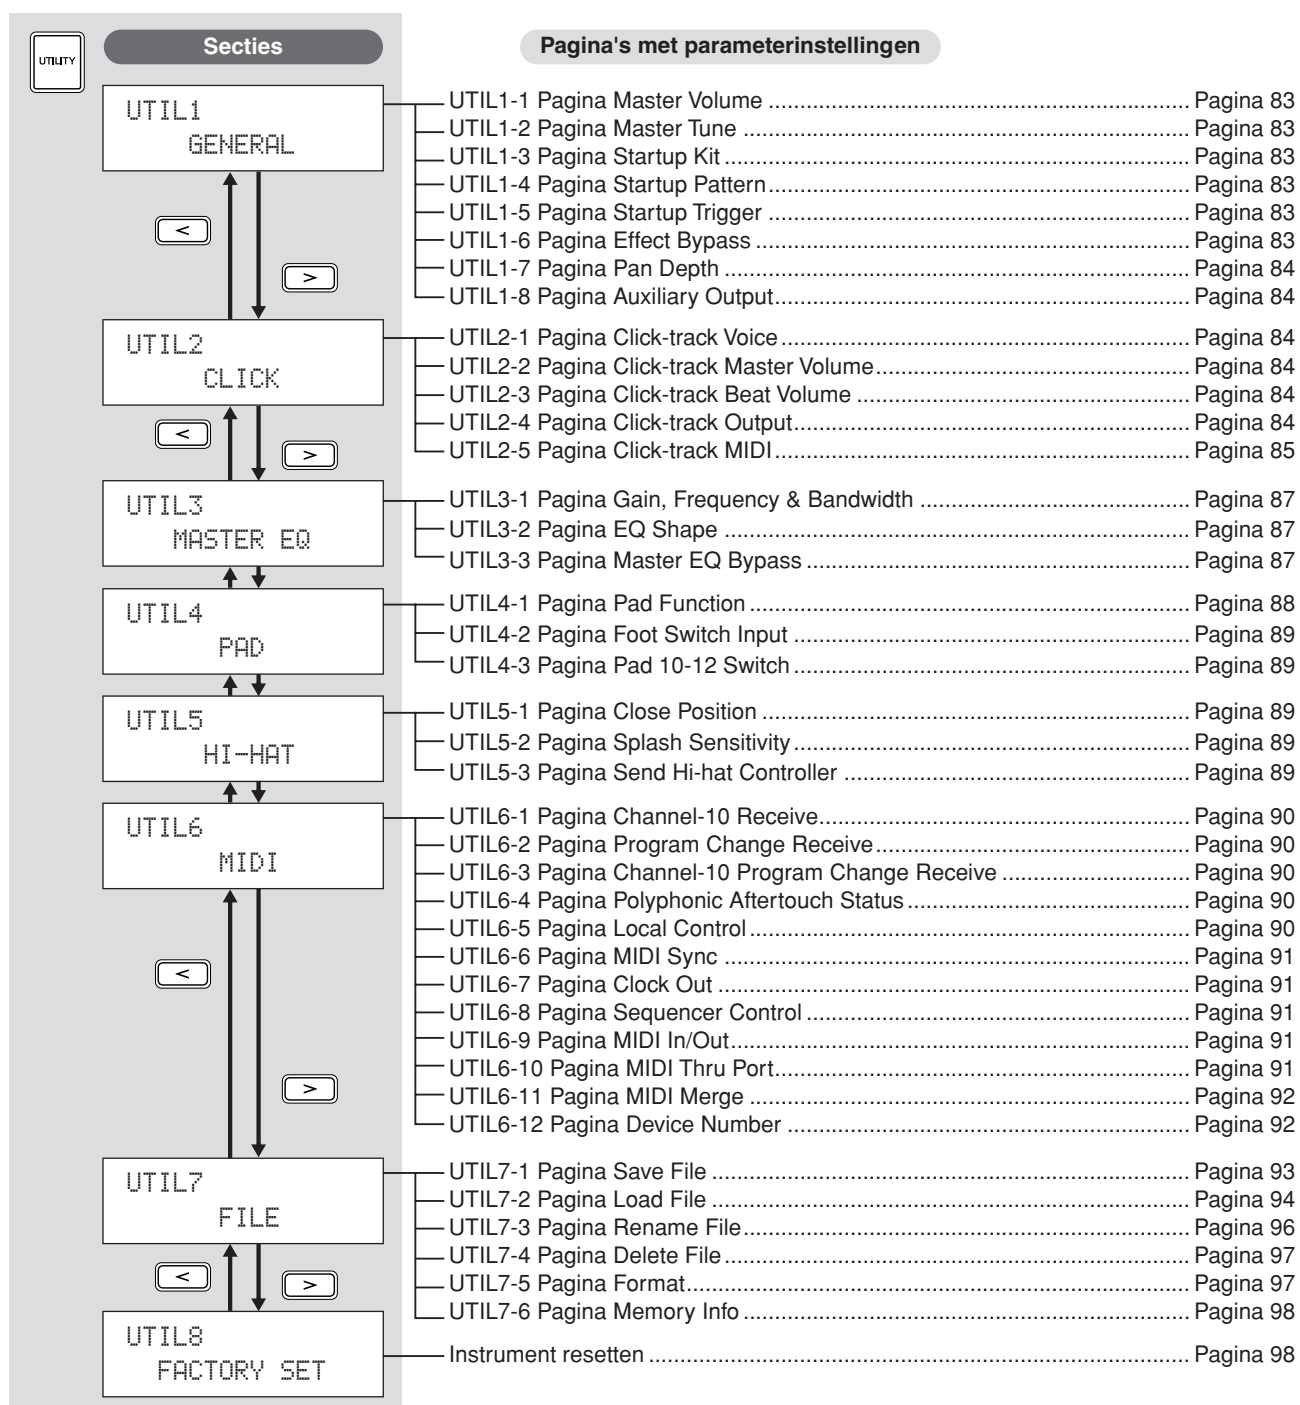 UTILITY
Secties
Pagina's met parameterinstellingen
UTIL1
GENERAL
UTIL1-1 Pagina Master Volume ........ Pagina 83
UTIL1-2 Pagina Master Tune ........ Pagina 83
UTIL1-3 Pagina Startup Kit ........ Pagina 83
UTIL1-4 Pagina Startup Pattern ........ Pagina 83
UTIL1-5 Pagina Startup Trigger ........ Pagina 83
UTIL1-6 Pagina Effect Bypass ........ Pagina 83
UTIL1-7 Pagina Pan Depth ........ Pagina 84
UTIL1-8 Pagina Auxiliary Output ........ Pagina 84
<
>
UTIL2
CLICK
UTIL2-1 Pagina Click-track Voice ........ Pagina 84
UTIL2-2 Pagina Click-track Master Volume ........ Pagina 84
UTIL2-3 Pagina Click-track Beat Volume ........ Pagina 84
UTIL2-4 Pagina Click-track Output ........ Pagina 84
UTIL2-5 Pagina Click-track MIDI ........ Pagina 85
<
>
UTIL3
MASTER EQ
UTIL3-1 Pagina Gain, Frequency & Bandwidth ........ Pagina 87
UTIL3-2 Pagina EQ Shape ........ Pagina 87
UTIL3-3 Pagina Master EQ Bypass ........ Pagina 87
UTIL4
PAD
UTIL4-1 Pagina Pad Function ........ Pagina 88
UTIL4-2 Pagina Foot Switch Input ........ Pagina 89
UTIL4-3 Pagina Pad 10-12 Switch ........ Pagina 89
UTIL5
HI-HAT
UTIL5-1 Pagina Close Position ........ Pagina 89
UTIL5-2 Pagina Splash Sensitivity ........ Pagina 89
UTIL5-3 Pagina Send Hi-hat Controller ........ Pagina 89
UTIL6
MIDI
UTIL6-1 Pagina Channel-10 Receive ........ Pagina 90
UTIL6-2 Pagina Program Change Receive ........ Pagina 90
UTIL6-3 Pagina Channel-10 Program Change Receive ........ Pagina 90
UTIL6-4 Pagina Polyphonic Aftertouch Status ........ Pagina 90
UTIL6-5 Pagina Local Control ........ Pagina 90
UTIL6-6 Pagina MIDI Sync ........ Pagina 91
UTIL6-7 Pagina Clock Out ........ Pagina 91
UTIL6-8 Pagina Sequencer Control ........ Pagina 91
UTIL6-9 Pagina MIDI In/Out ........ Pagina 91
UTIL6-10 Pagina MIDI Thru Port ........ Pagina 91
UTIL6-11 Pagina MIDI Merge ........ Pagina 92
UTIL6-12 Pagina Device Number ........ Pagina 92
<
>
UTIL7
FILE
UTIL7-1 Pagina Save File ........ Pagina 93
UTIL7-2 Pagina Load File ........ Pagina 94
UTIL7-3 Pagina Rename File ........ Pagina 96
UTIL7-4 Pagina Delete File ........ Pagina 97
UTIL7-5 Pagina Format ........ Pagina 97
UTIL7-6 Pagina Memory Info ........ Pagina 98
<
>
UTIL8
FACTORY SET
Instrument resetten ........ Pagina 98